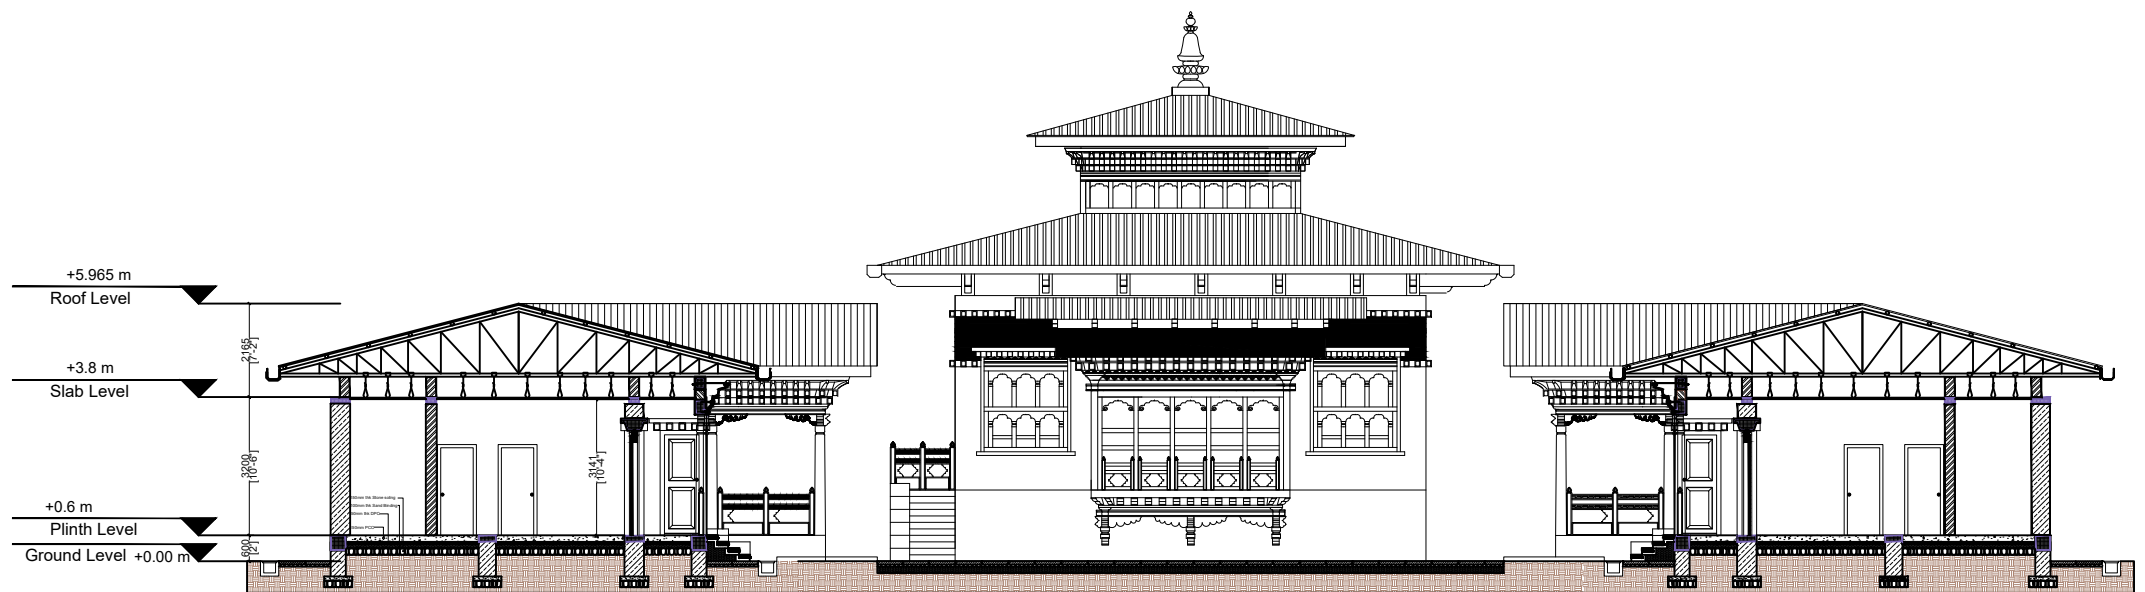 +5.965 m
Roof Level
2165
[7'-2"]
+3.8 m
Slab Level
3200
[10'-6"]
3141
[10'-4"]
+0.6 m
Plinth Level
Ground Level +0.00 m
600
[2']